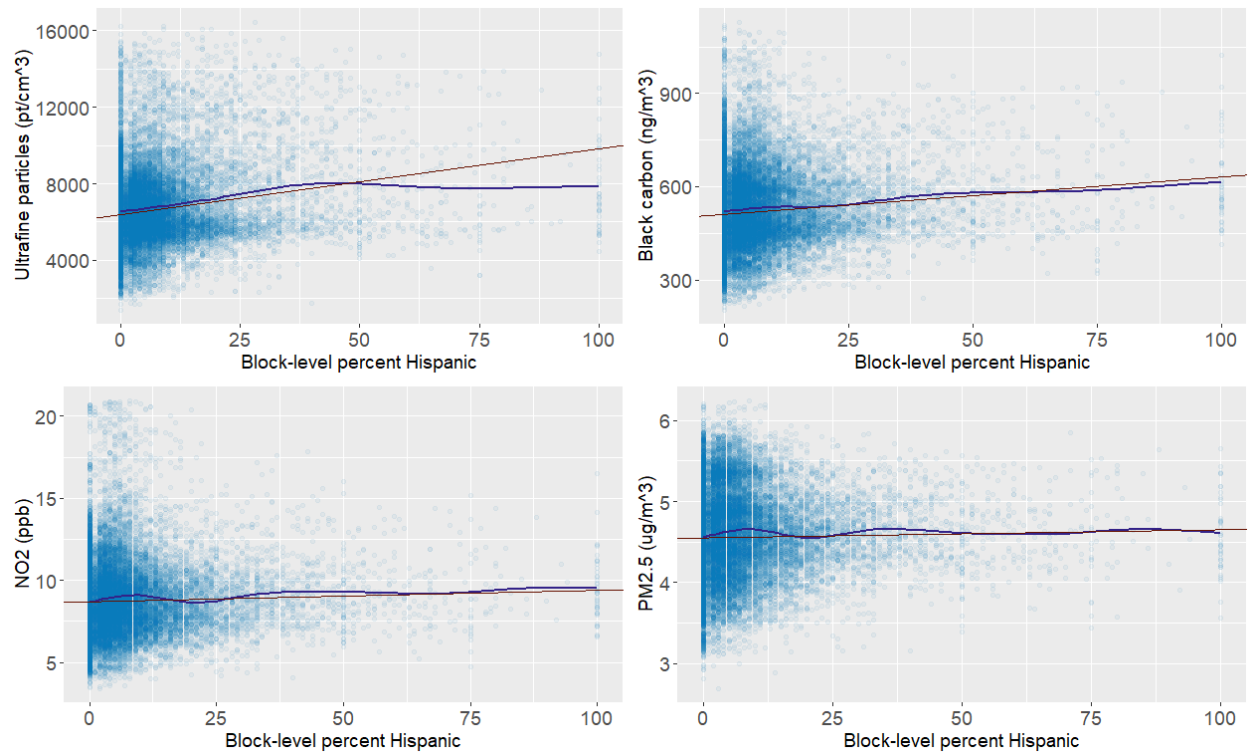 Ultrafine particles (pt/cm^3)
16000
12000
8000
4000
0 25 50 75 100
Block-level percent Hispanic
Black carbon (ng/m^3)
900
600
300
0 25 50 75 100
Block-level percent Hispanic
NO2 (ppb)
20
15
10
5
0 25 50 75 100
Block-level percent Hispanic
PM2.5 (ug/m^3)
6
5
4
3
0 25 50 75 100
Block-level percent Hispanic